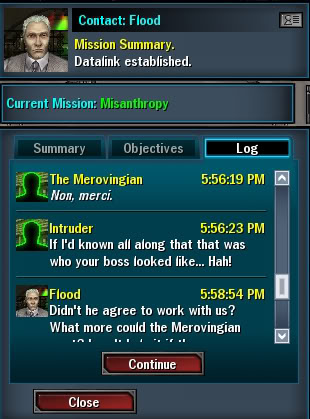 Contact: Flood
Mission Summary.
Datalink established.
Current Mission: Misanthropy
Summary Objectives Log
The Merovingian 5:56:19 PM
Non, merci.
Intruder 5:56:23 PM
If I'd known all along that that was
who your boss looked like... Hah!
Flood 5:58:54 PM
Didn't he agree to work with us?
What more could the Merovingian
Continue
Close